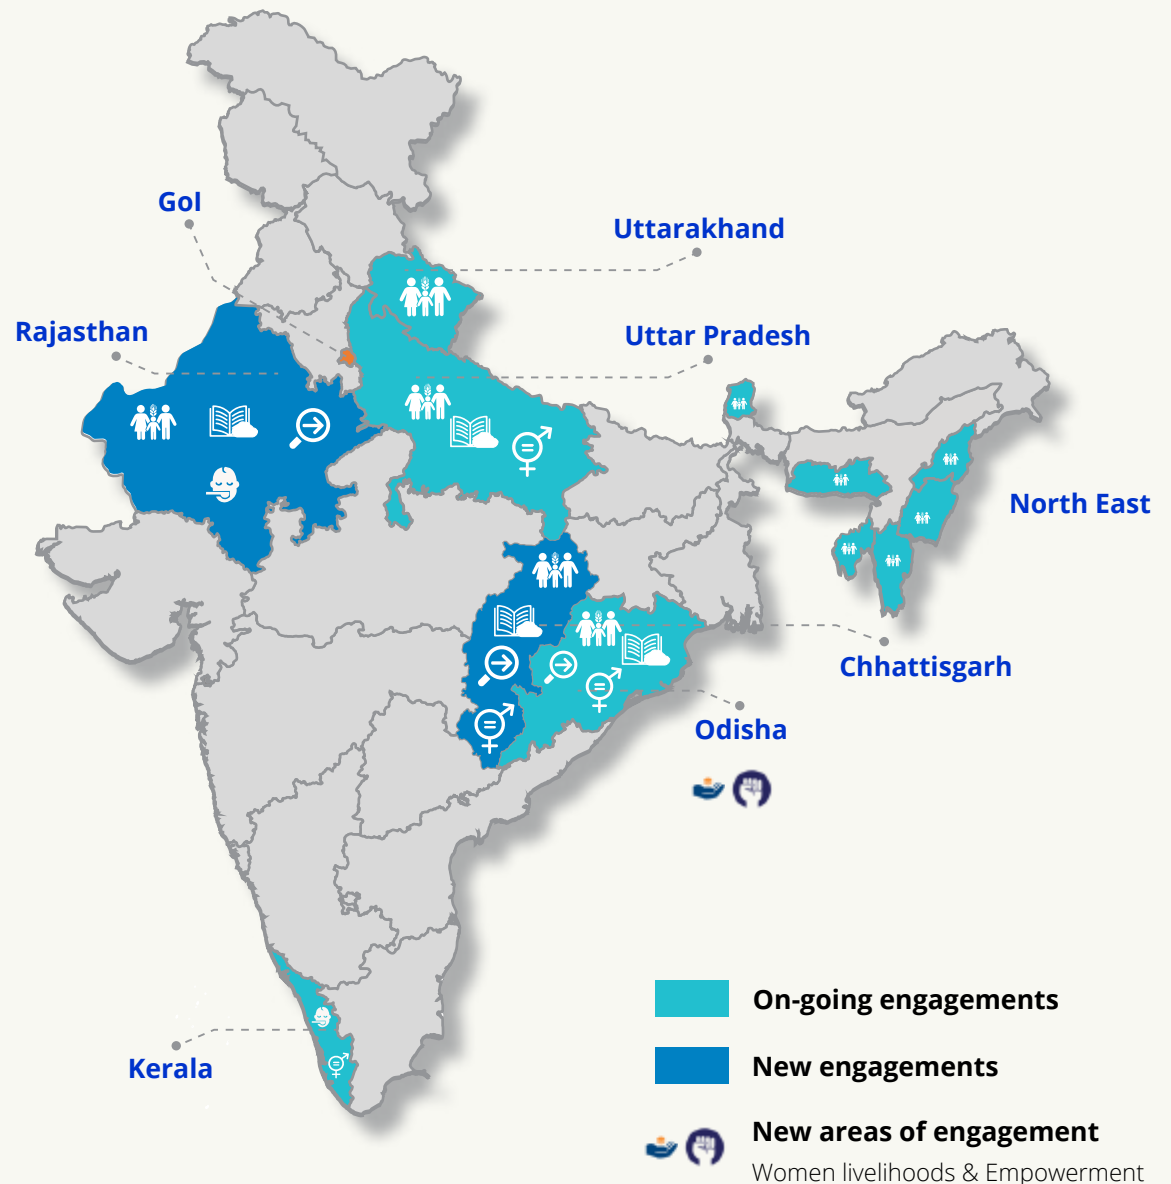 GoI
Uttarakhand
Rajasthan
Uttar Pradesh
North East
Chhattisgarh
Odisha
Kerala
On-going engagements
New engagements
New areas of engagement
Women livelihoods & Empowerment